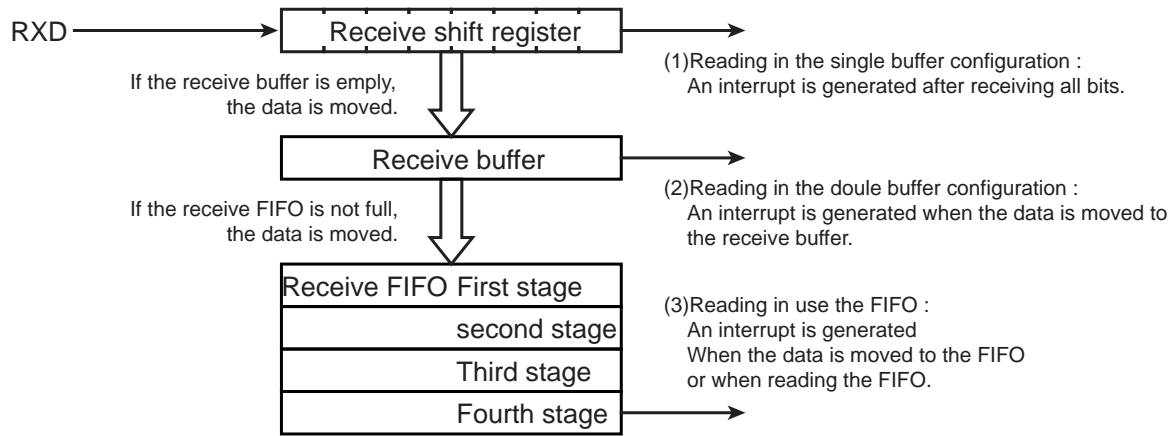 RXD
Receive shift register
(1)Reading in the single buffer configuration :
An interrupt is generated after receiving all bits.
If the receive buffer is emply,
the data is moved.
Receive buffer
(2)Reading in the doule buffer configuration :
An interrupt is generated when the data is moved to
the receive buffer.
If the receive FIFO is not full,
the data is moved.
Receive FIFO First stage
second stage
Third stage
Fourth stage
(3)Reading in use the FIFO :
An interrupt is generated
When the data is moved to the FIFO
or when reading the FIFO.